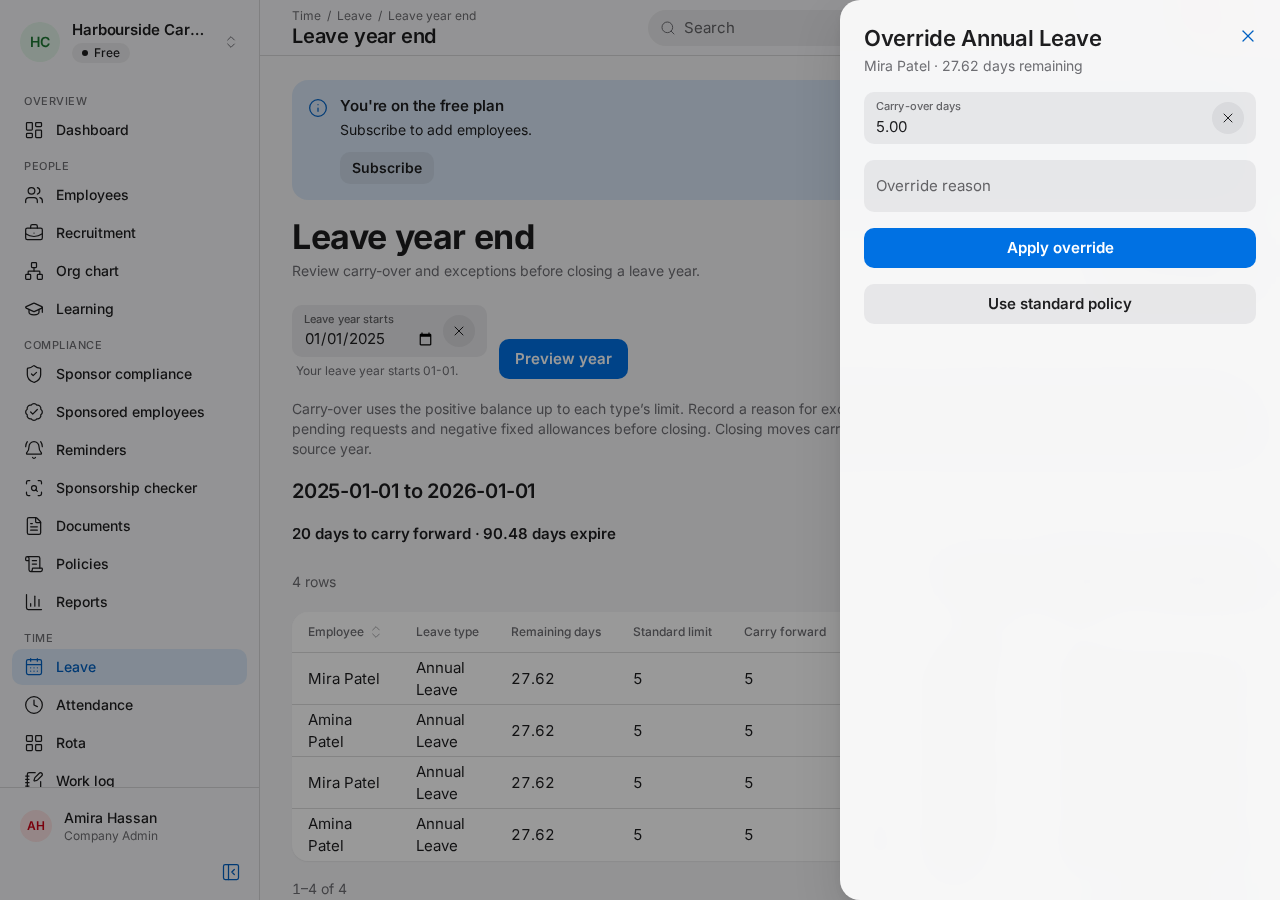 HC
Harbourside Car...
Free
OVERVIEW
Dashboard
PEOPLE
Employees
Recruitment
Org chart
Learning
COMPLIANCE
Sponsor compliance
Sponsored employees
Reminders
Sponsorship checker
Documents
Policies
Reports
TIME
Leave
Attendance
Rota
Work log
AH
Amira Hassan
Company Admin
Time / Leave / Leave year end
Leave year end
Search
You're on the free plan
Subscribe to add employees.
Subscribe
Leave year end
Review carry-over and exceptions before closing a leave year.
Leave year starts
01/01/2025
Your leave year starts 01-01.
Preview year
Carry-over uses the positive balance up to each type's limit. Record a reason for
pending requests and negative fixed allowances before closing. Closing moves
source year.
2025-01-01 to 2026-01-01
20 days to carry forward · 90.48 days expire
4 rows
Employee Leave type Remaining days Standard limit Carry forward
Mira Patel Annual Leave 27.62 5 5
Amina Patel Annual Leave 27.62 5 5
Mira Patel Annual Leave 27.62 5 5
Amina Patel Annual Leave 27.62 5 5
1–4 of 4
Override Annual Leave
Mira Patel · 27.62 days remaining
Carry-over days
5.00
Override reason
Apply override
Use standard policy